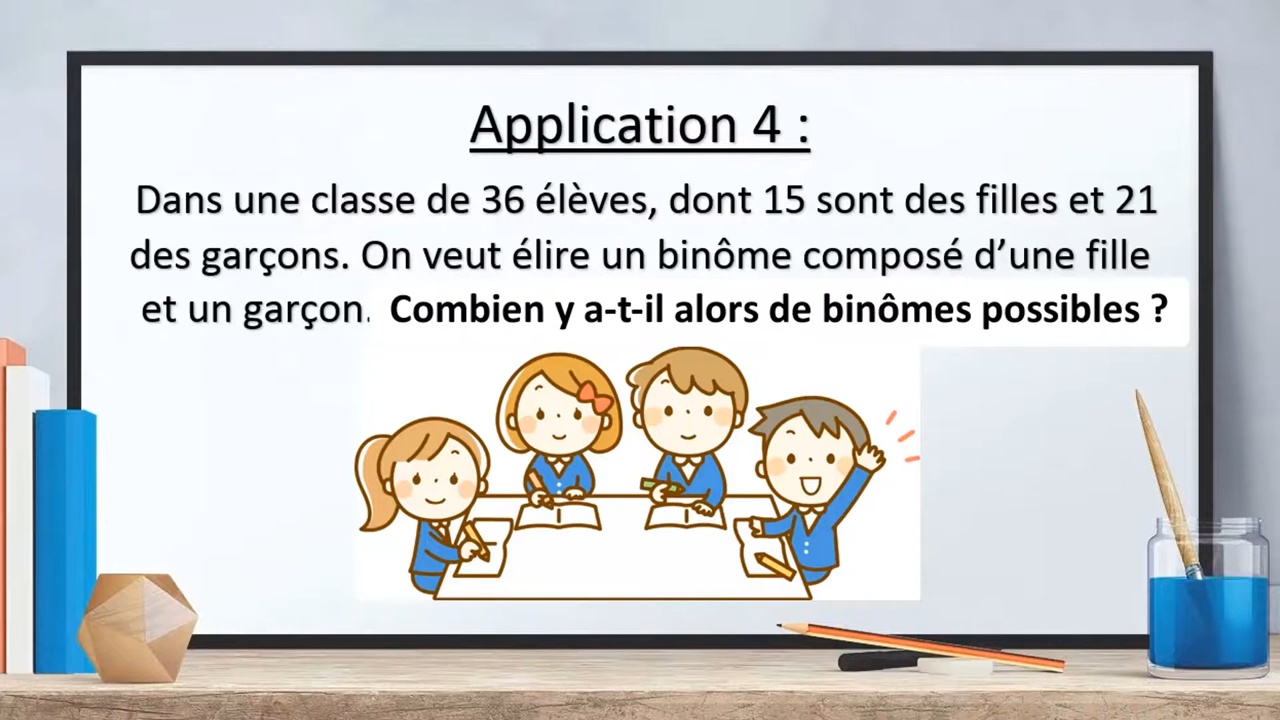 Application 4 :
Dans une classe de 36 élèves, dont 15 sont des filles et 21
des garçons. On veut élire un binôme composé d’une fille
et un garçon. Combien y a-t-il alors de binômes possibles ?